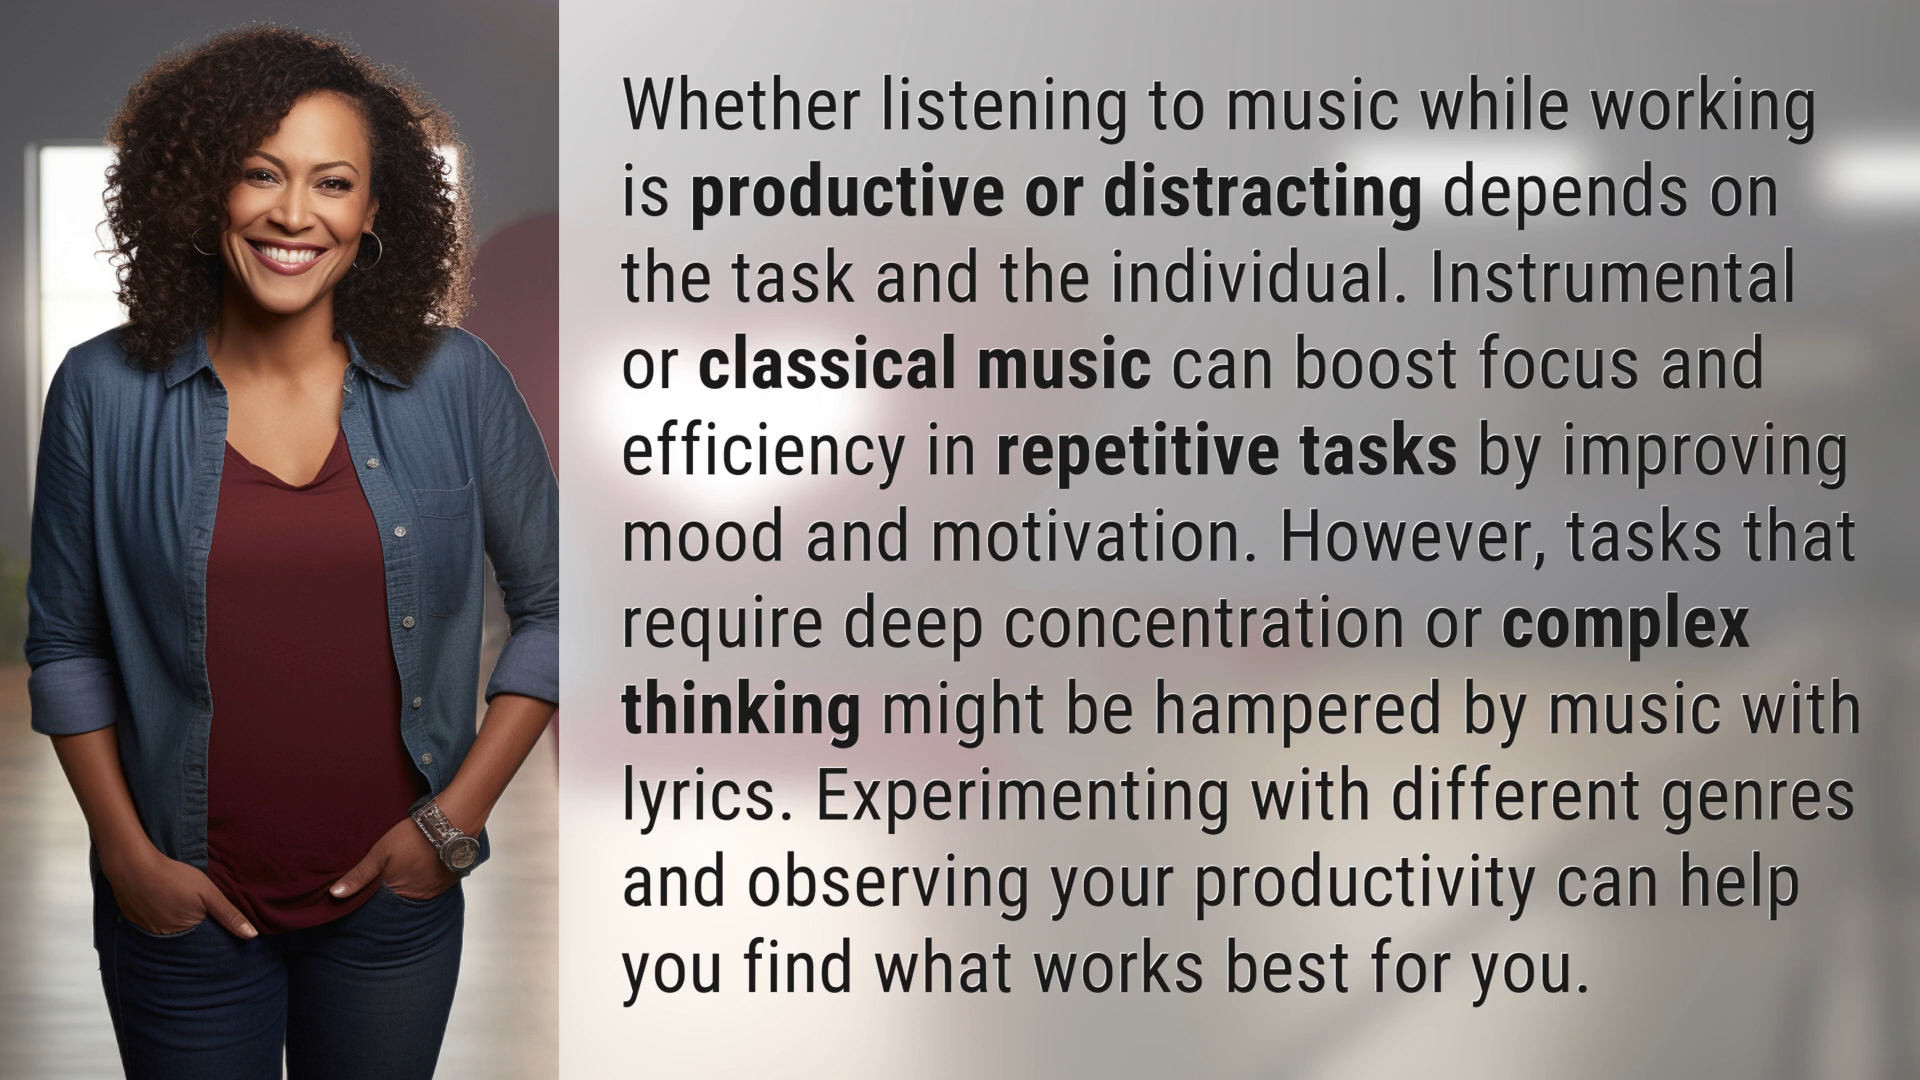 Whether listening to music while working
is productive or distracting depends on
the task and the individual. Instrumental
or classical music can boost focus and
efficiency in repetitive tasks by improving
mood and motivation. However, tasks that
require deep concentration or complex
thinking might be hampered by music with
lyrics. Experimenting with different genres
and observing your productivity can help
you find what works best for you.